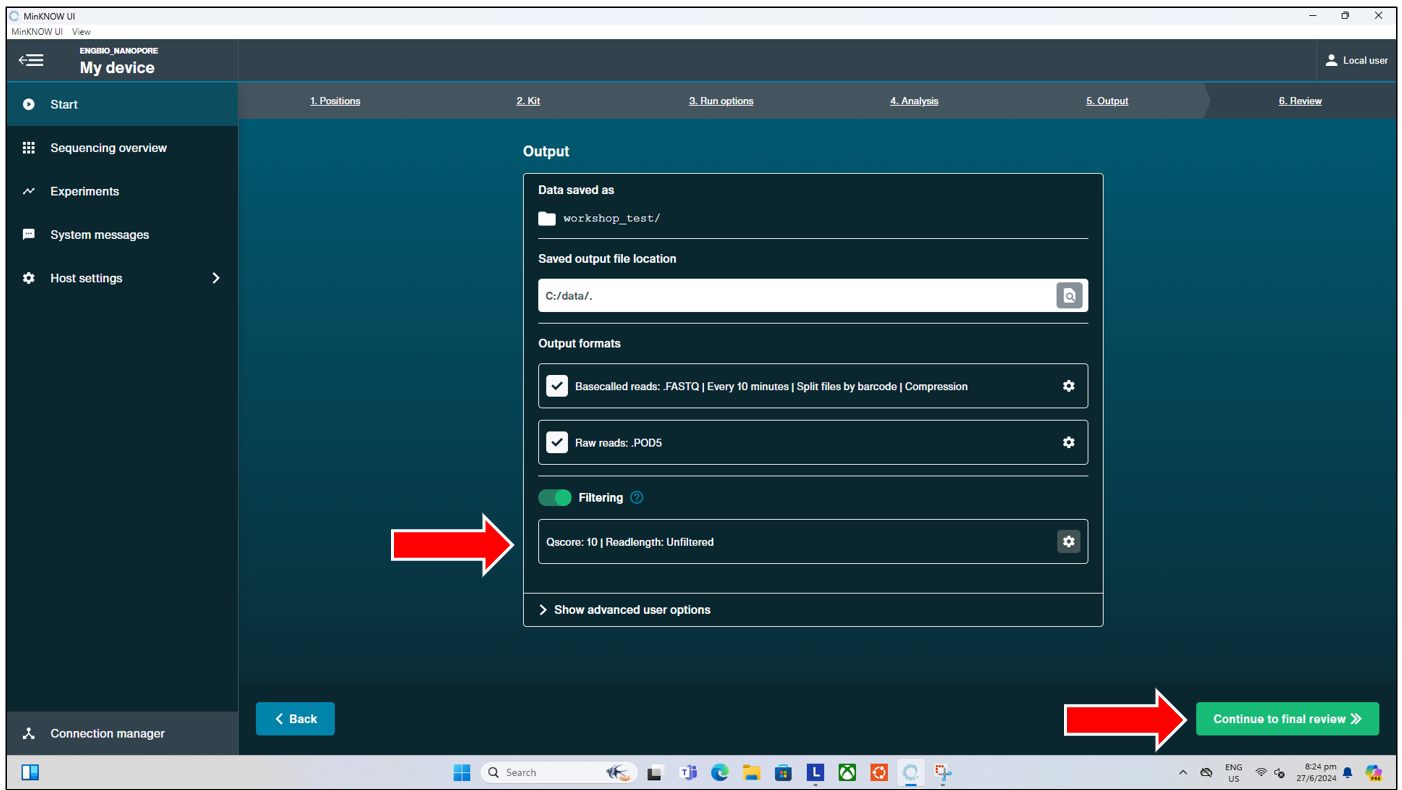 MinKNOW UI
MinKNOW UI View
ENGBIO_NANOPORE
My device
Local user
Start
Sequencing overview
Experiments
System messages
Host settings
Connection manager
1. Positions
2. Kit
3. Run options
4. Analysis
5. Output
6. Review
Output
Data saved as
workshop_test/
Saved output file location
C:/data/.
Output formats
Basecalled reads: .FASTQ | Every 10 minutes | Split files by barcode | Compression
Raw reads: .POD5
Filtering
Qscore: 10 | Readlength: Unfiltered
Show advanced user options
Back
Continue to final review
Search
ENG
US
8:24 pm
27/6/2024